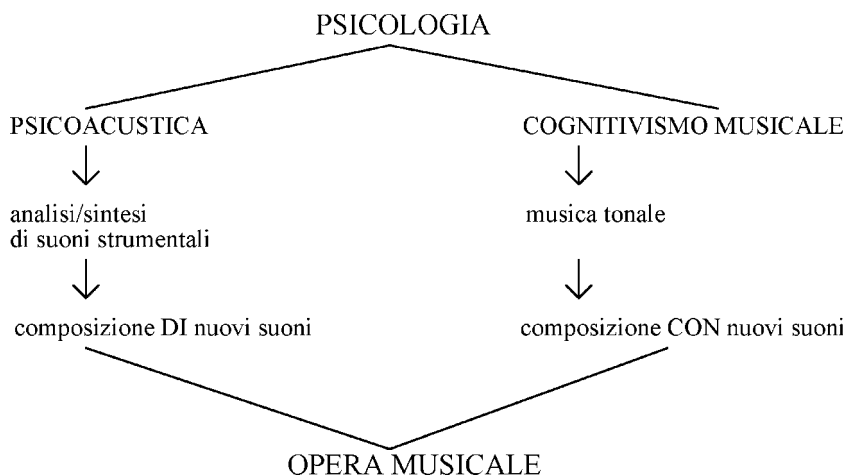 PSICOLOGIA
PSICOACUSTICA
COGNITIVISMO MUSICALE
analisi/sintesi
di suoni strumentali
musica tonale
composizione DI nuovi suoni
composizione CON nuovi suoni
OPERA MUSICALE